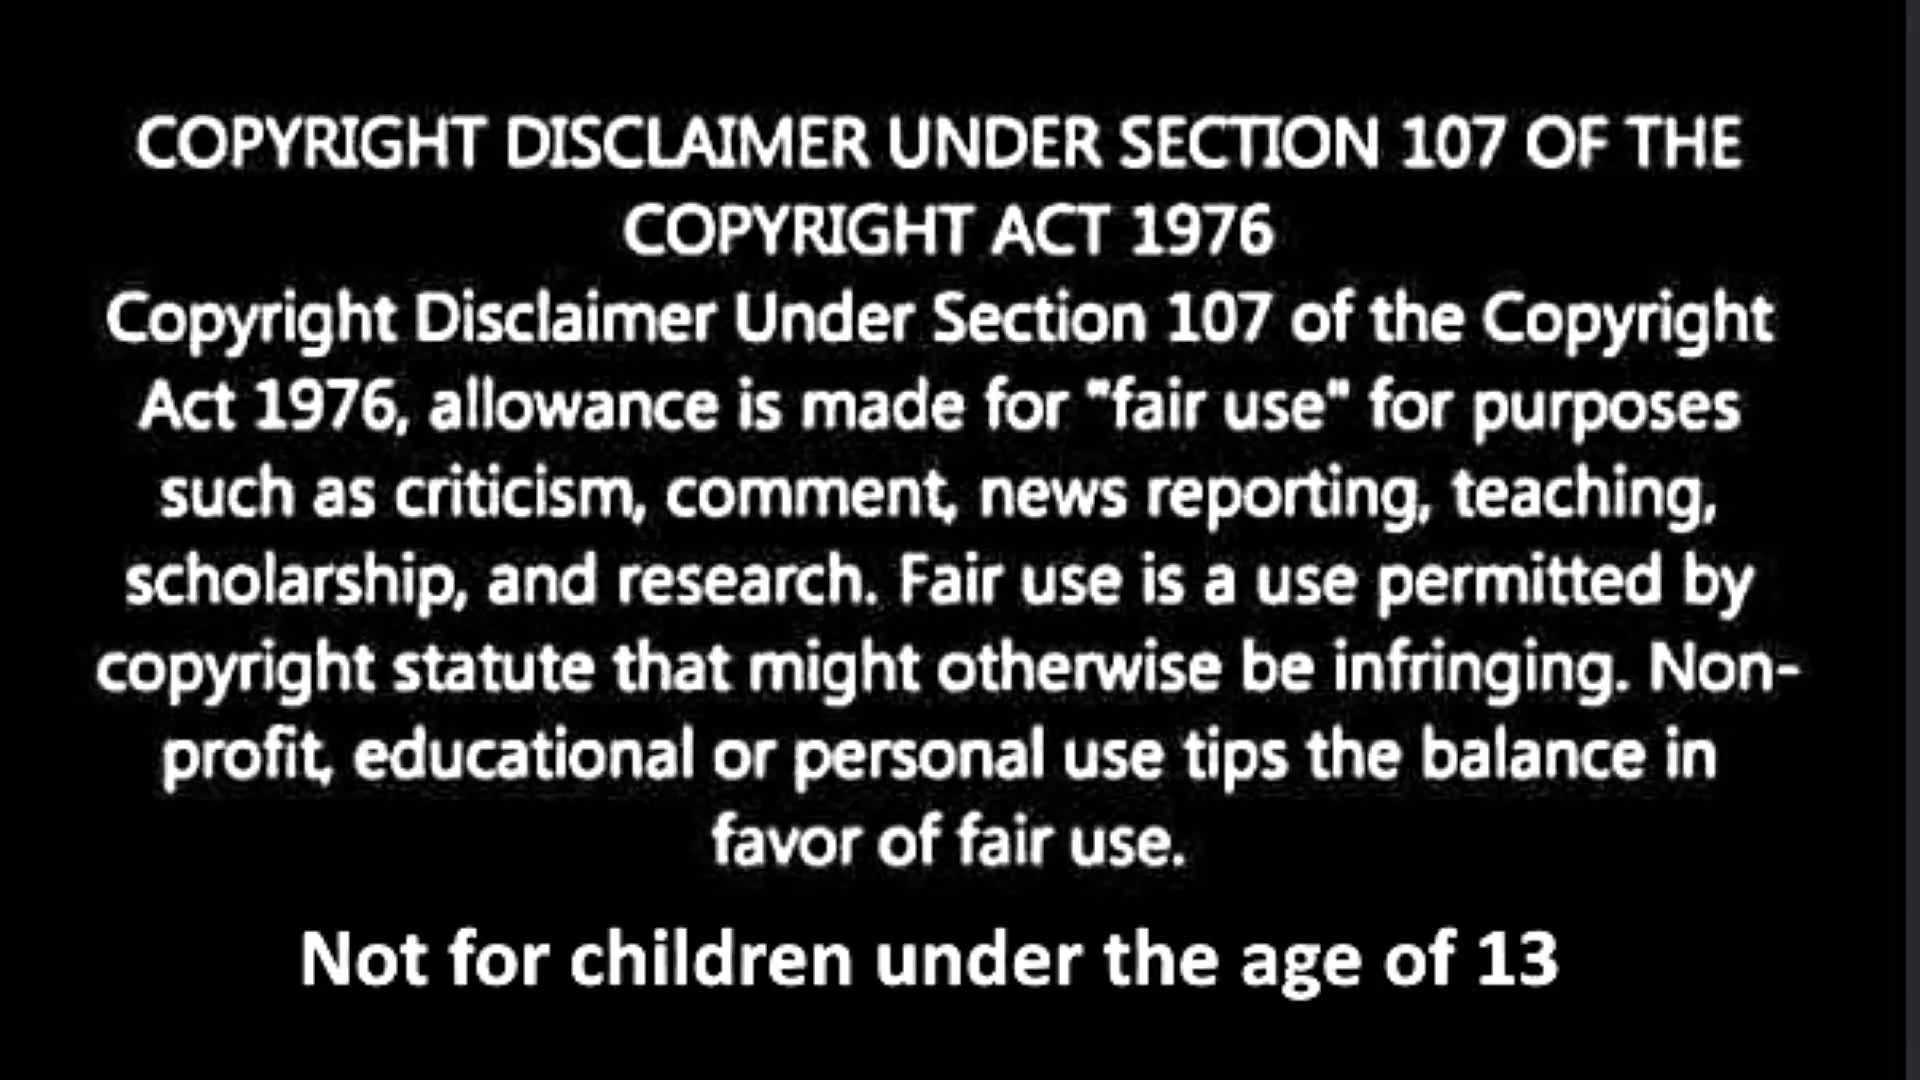 COPYRIGHT DISCLAIMER UNDER SECTION 107 OF THE
COPYRIGHT ACT 1976
Copyright Disclaimer Under Section 107 of the Copyright
Act 1976, allowance is made for "fair use" for purposes
such as criticism, comment, news reporting, teaching,
scholarship, and research. Fair use is a use permitted by
copyright statute that might otherwise be infringing. Non-
profit, educational or personal use tips the balance in
favor of fair use.
Not for children under the age of 13